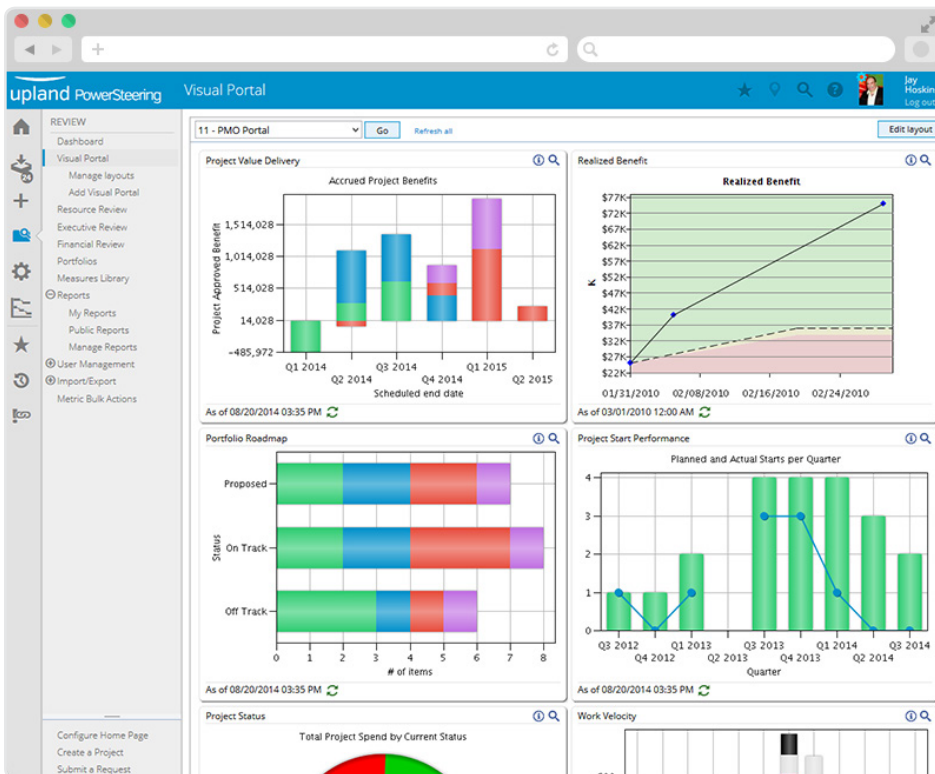 upland PowerSteering
Visual Portal
Jay
Hoskin
Log out
24
REVIEW
Dashboard
Visual Portal
Manage layouts
Add Visual Portal
Resource Review
Executive Review
Financial Review
Portfolios
Measures Library
Reports
My Reports
Public Reports
Manage Reports
User Management
Import/Export
Metric Bulk Actions
Configure Home Page
Create a Project
Submit a Request
11 - PMO Portal
Go
Refresh all
Edit layout
Project Value Delivery
Accrued Project Benefits
Project Approved Benefit
1,514,028
1,014,028
514,028
14,028
-485,972
Q1 2014
Q2 2014
Q3 2014
Q4 2014
Q1 2015
Q2 2015
Scheduled end date
As of 08/20/2014 03:35 PM
Realized Benefit
Realized Benefit
K
$77K
$72K
$67K
$62K
$57K
$52K
$47K
$42K
$37K
$32K
$27K
$22K
01/31/2010 02/08/2010 02/16/2010 02/24/2010
As of 03/01/2010 12:00 AM
Portfolio Roadmap
Status
Proposed
On Track
Off Track
0 1 2 3 4 5 6 7 8
# of items
As of 08/20/2014 03:35 PM
Project Start Performance
Planned and Actual Starts per Quarter
4
3
2
1
0
Q3 2012
Q4 2012
Q1 2013
Q2 2013
Q3 2013
Q4 2013
Q1 2014
Q2 2014
Q3 2014
Quarter
As of 08/20/2014 03:35 PM
Project Status
Total Project Spend by Current Status
Work Velocity